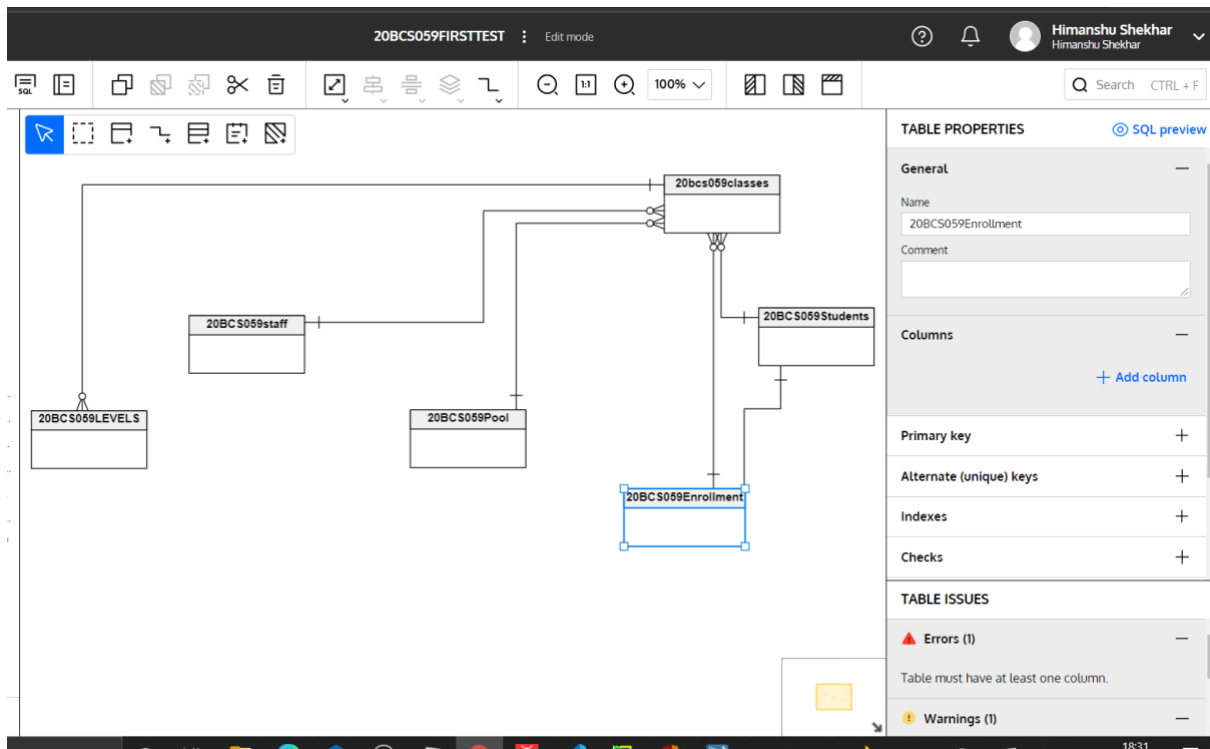 20BCS059FIRSTTEST
Edit mode
Himanshu Shekhar
Himanshu Shekhar
SQL
1:1
100%
Search CTRL + F
TABLE PROPERTIES
SQL preview
General
Name
20BCS059Enrollment
Comment
Columns
Add column
Primary key
Alternate (unique) keys
Indexes
Checks
TABLE ISSUES
Errors (1)
Table must have at least one column.
Warnings (1)
20bcs059classes
20BCS059staff
20BCS059Students
20BCS059LEVELS
20BCS059Pool
20BCS059Enrollment
18:31